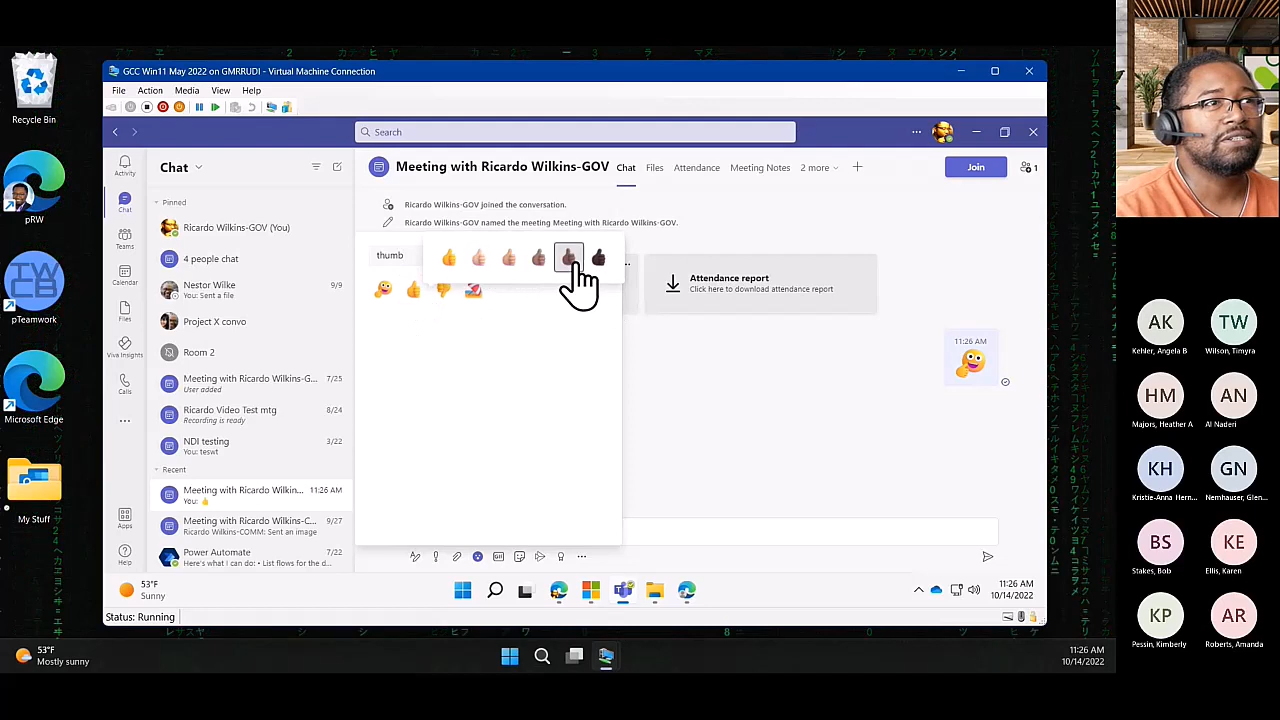 Recycle Bin
pRW
pTeamwork
Microsoft Edge
My Stuff
GCC Win11 May 2022 on GMRRUDI - Virtual Machine Connection
File Action Media View Help
Search
Activity
Chat
Teams
Calendar
Files
Viva Insights
Calls
Apps
Help
Chat
Pinned
Ricardo Wilkins-GOV (You)
4 people chat
Nestor Wilke 9/9
You: Sent a file
Project X convo
Room 2
Meeting with Ricardo Wilkins-G... 7/25
User added
Ricardo Video Test mtg 8/24
Recording is ready
NDI testing 3/22
You: teswt
Recent
Meeting with Ricardo Wilkin... 11:26 AM
You: 👍
Meeting with Ricardo Wilkins-C... 9/27
Ricardo Wilkins-COMM: Sent an image
Power Automate 7/22
Here's what I can do: • List flows for the d...
Meeting with Ricardo Wilkins-GOV Chat Files Attendance Meeting Notes 2 more
Join
1
Ricardo Wilkins-GOV joined the conversation.
Ricardo Wilkins-GOV named the meeting Meeting with Ricardo Wilkins-GOV.
thumb
Attendance report
Click here to download attendance report
11:26 AM
53°F
Sunny
11:26 AM
10/14/2022
Status: Running
53°F
Mostly sunny
11:26 AM
10/14/2022
TWCB
AK
Kehler, Angela B
TW
Wilson, Timyra
HM
Majors, Heather A
AN
Al Naderi
KH
Kristie-Anna Hern...
GN
Nemhauser, Glen...
BS
Stakes, Bob
KE
Ellis, Karen
KP
Pessin, Kimberly
AR
Roberts, Amanda